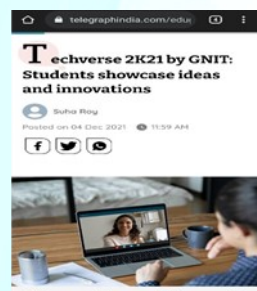 telegraphindia.com/edu
4
Techverse 2K21 by GNIT:
Students showcase ideas
and innovations
Suha Roy
Posted on 04 Dec 2021 11:59 AM